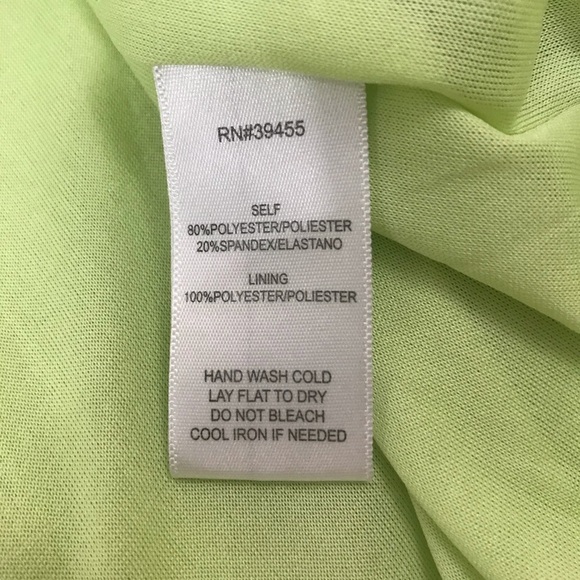 RN#39455
SELF
80%POLYESTER/POLIESTER
20%SPANDEX/ELASTANO
LINING
100%POLYESTER/POLIESTER
HAND WASH COLD
LAY FLAT TO DRY
DO NOT BLEACH
COOL IRON IF NEEDED